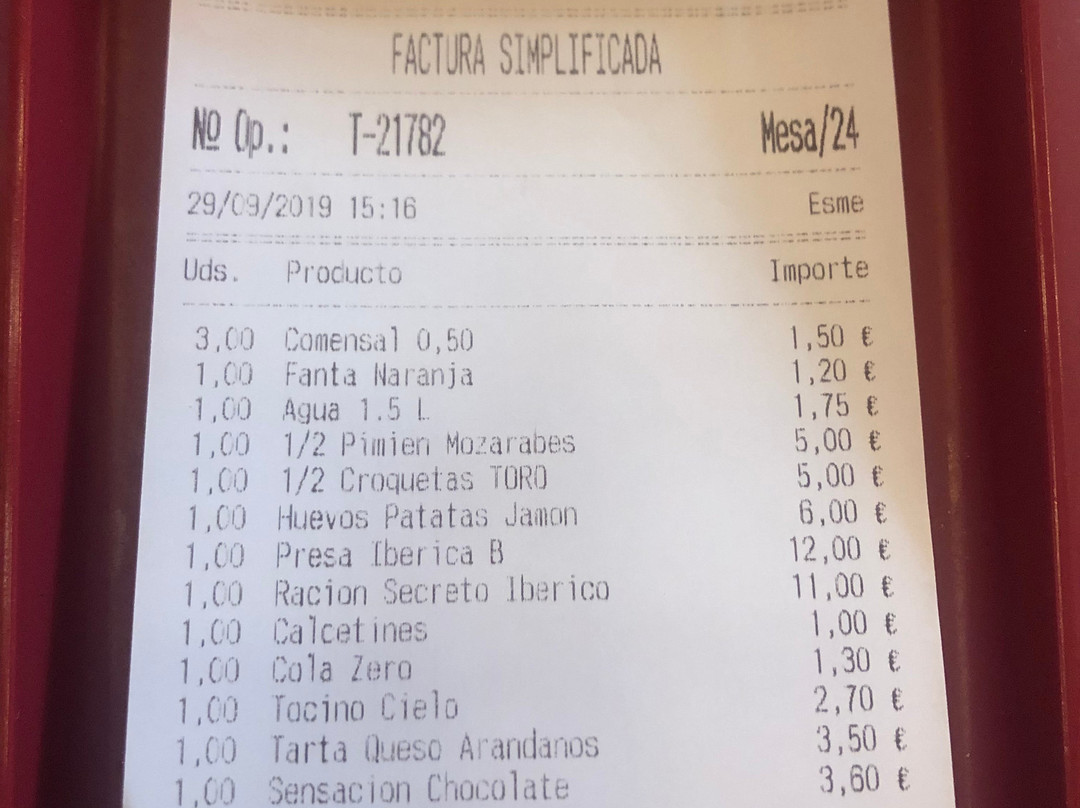 FACTURA SIMPLIFICADA
Nº Op.: T-21782 Mesa/24
29/09/2019 15:16 Esme
Uds. Producto Importe
3,00 Comensal 0,50 1,50 €
1,00 Fanta Naranja 1,20 €
1,00 Agua 1.5 L 1,75 €
1,00 1/2 Pimien Mozarabes 5,00 €
1,00 1/2 Croquetas TORO 5,00 €
1,00 Huevos Patatas Jamon 6,00 €
1,00 Presa Iberica B 12,00 €
1,00 Racion Secreto Iberico 11,00 €
1,00 Calcetines 1,00 €
1,00 Cola Zero 1,30 €
1,00 Tocino Cielo 2,70 €
1,00 Tarta Queso Arandanos 3,50 €
1,00 Sensacion Chocolate 3,60 €